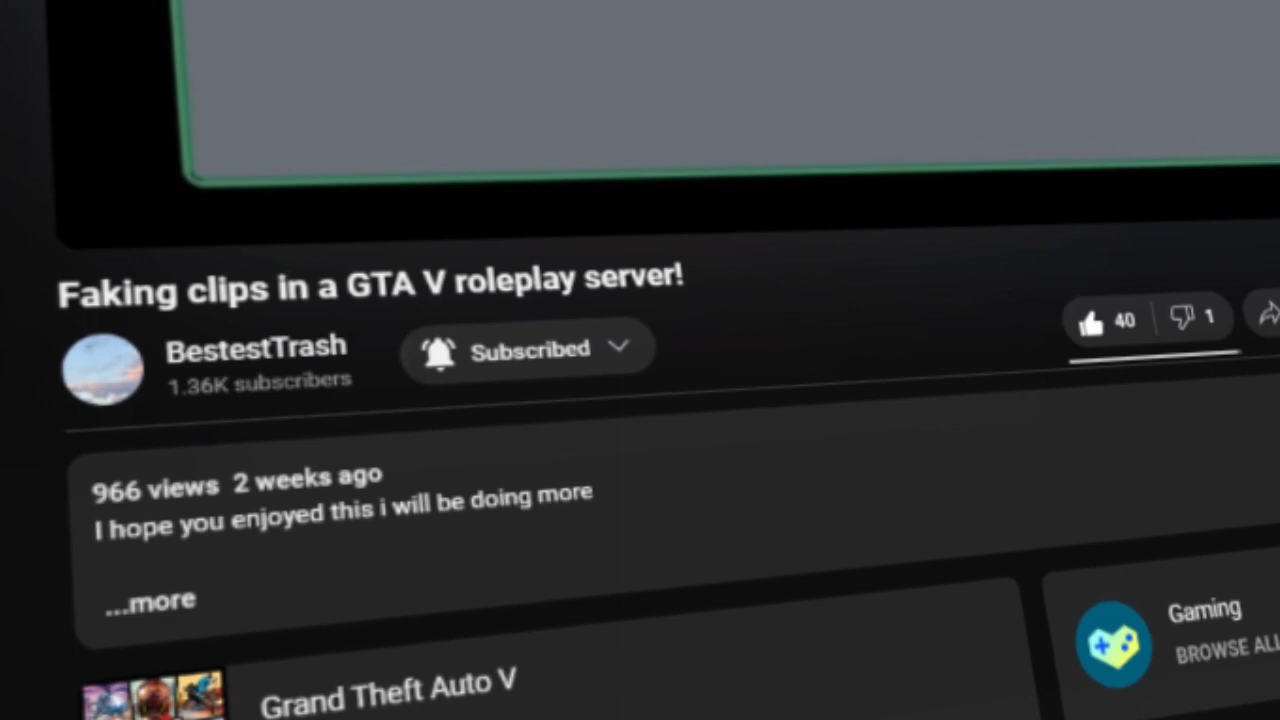 Faking clips in a GTA V roleplay server!
BestestTrash
1.36K subscribers
Subscribed
40
1
966 views 2 weeks ago
I hope you enjoyed this i will be doing more
...more
Grand Theft Auto V
Gaming
BROWSE ALL